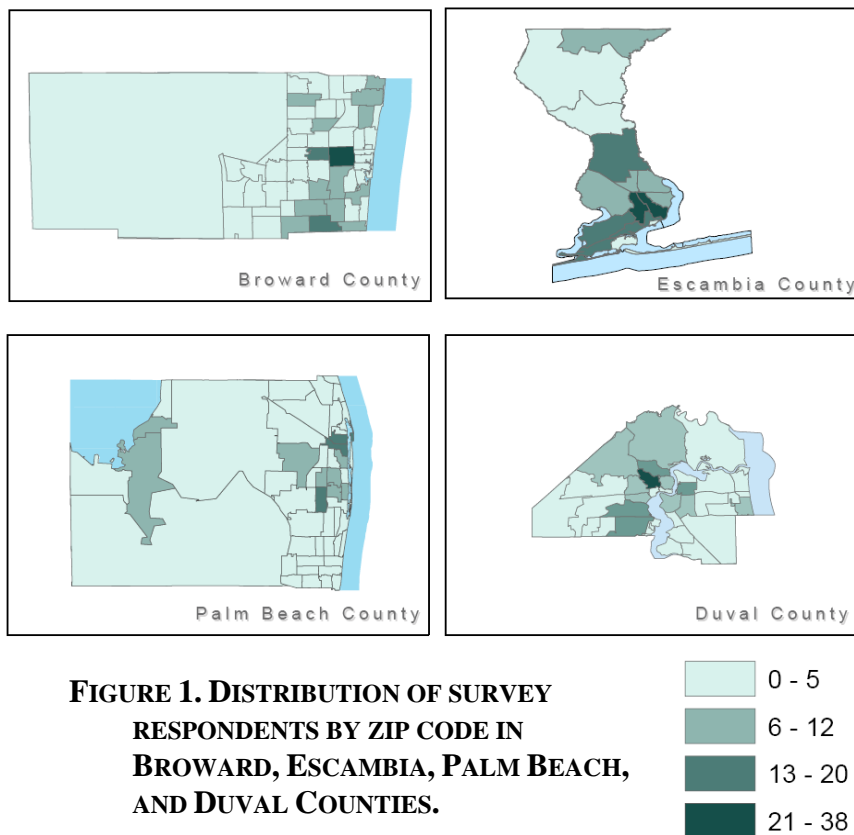 Broward County
Escambia County
Palm Beach County
Duval County
FIGURE 1. DISTRIBUTION OF SURVEY
RESPONDENTS BY ZIP CODE IN
BROWARD, ESCAMBIA, PALM BEACH,
AND DUVAL COUNTIES.
0 - 5
6 - 12
13 - 20
21 - 38